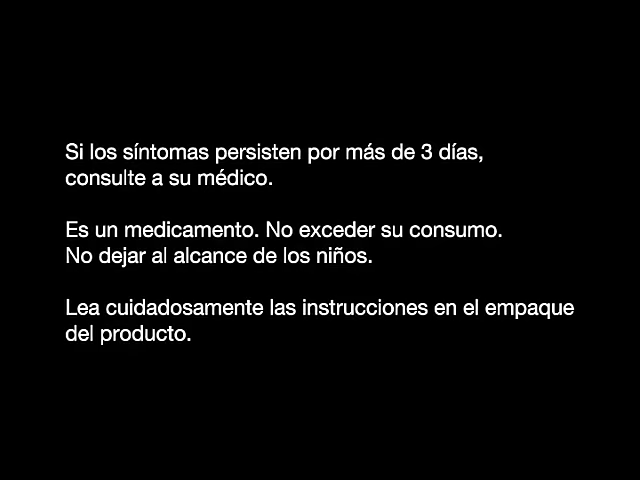 Si los síntomas persisten por más de 3 días,
consulte a su médico.
Es un medicamento. No exceder su consumo.
No dejar al alcance de los niños.
Lea cuidadosamente las instrucciones en el empaque
del producto.